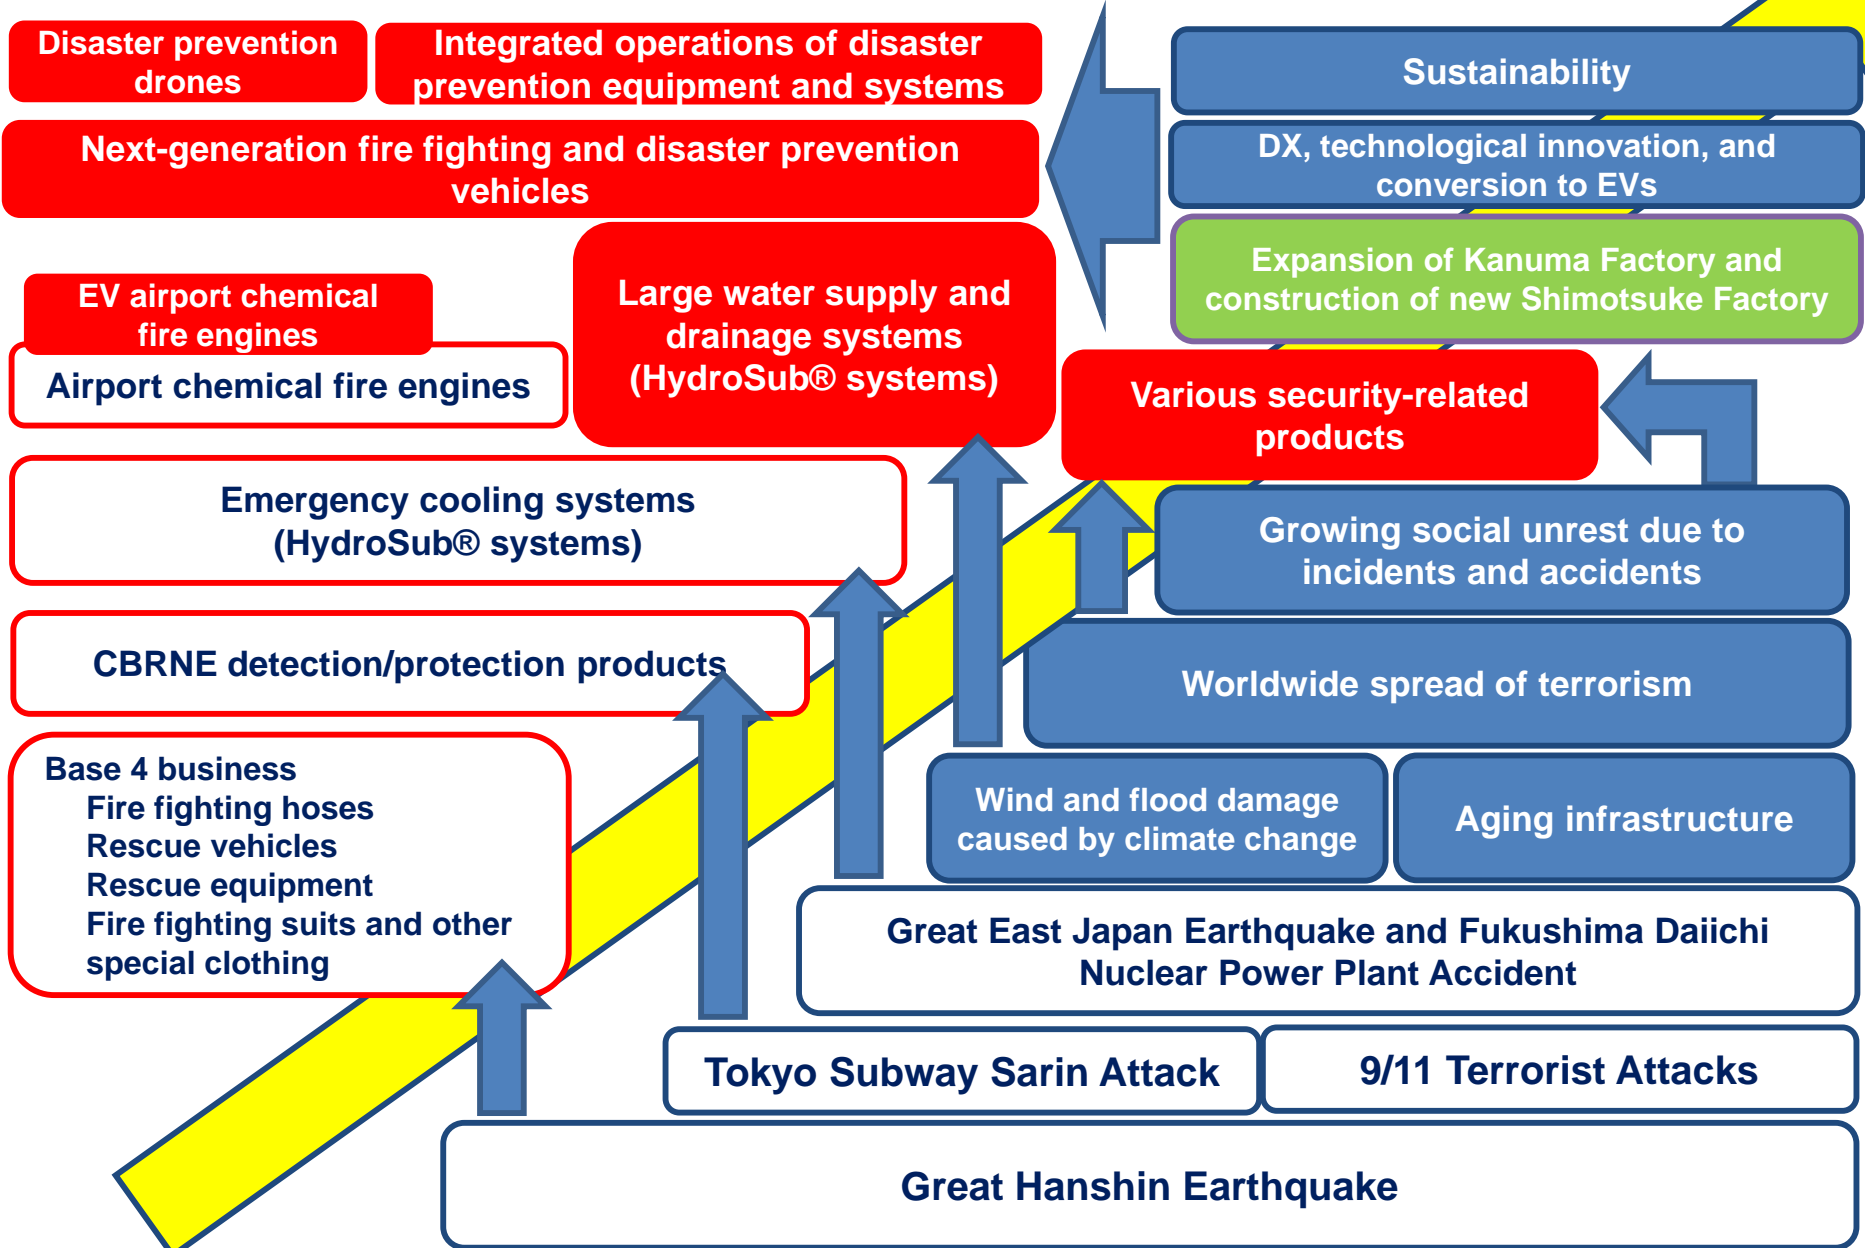 Disaster prevention
drones
Integrated operations of disaster
prevention equipment and systems
Next-generation fire fighting and disaster prevention
vehicles
EV airport chemical
fire engines
Airport chemical fire engines
Large water supply and
drainage systems
(HydroSub® systems)
Emergency cooling systems
(HydroSub® systems)
CBRNE detection/protection products
Base 4 business
Fire fighting hoses
Rescue vehicles
Rescue equipment
Fire fighting suits and other
special clothing
Sustainability
DX, technological innovation, and
conversion to EVs
Expansion of Kanuma Factory and
construction of new Shimotsuke Factory
Various security-related
products
Growing social unrest due to
incidents and accidents
Worldwide spread of terrorism
Wind and flood damage
caused by climate change
Aging infrastructure
Great East Japan Earthquake and Fukushima Daiichi
Nuclear Power Plant Accident
Tokyo Subway Sarin Attack
9/11 Terrorist Attacks
Great Hanshin Earthquake